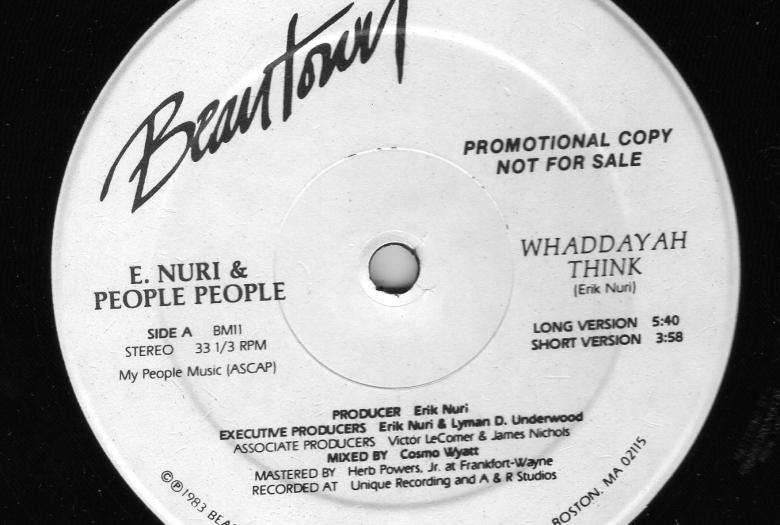 Beantown
PROMOTIONAL COPY
NOT FOR SALE
E. NURI &
PEOPLE PEOPLE
SIDE A BM11
STEREO 33 1/3 RPM
My People Music (ASCAP)
WHADDAYAH
THINK
(Erik Nuri)
LONG VERSION 5:40
SHORT VERSION 3:58
PRODUCER Erik Nuri
EXECUTIVE PRODUCERS Erik Nuri & Lyman D. Underwood
ASSOCIATE PRODUCERS Victor LeComer & James Nichols
MIXED BY Cosmo Wyatt
MASTERED BY Herb Powers, Jr. at Frankfort-Wayne
RECORDED AT Unique Recording and A & R Studios
©℗1983 BEA
BOSTON, MA 02115